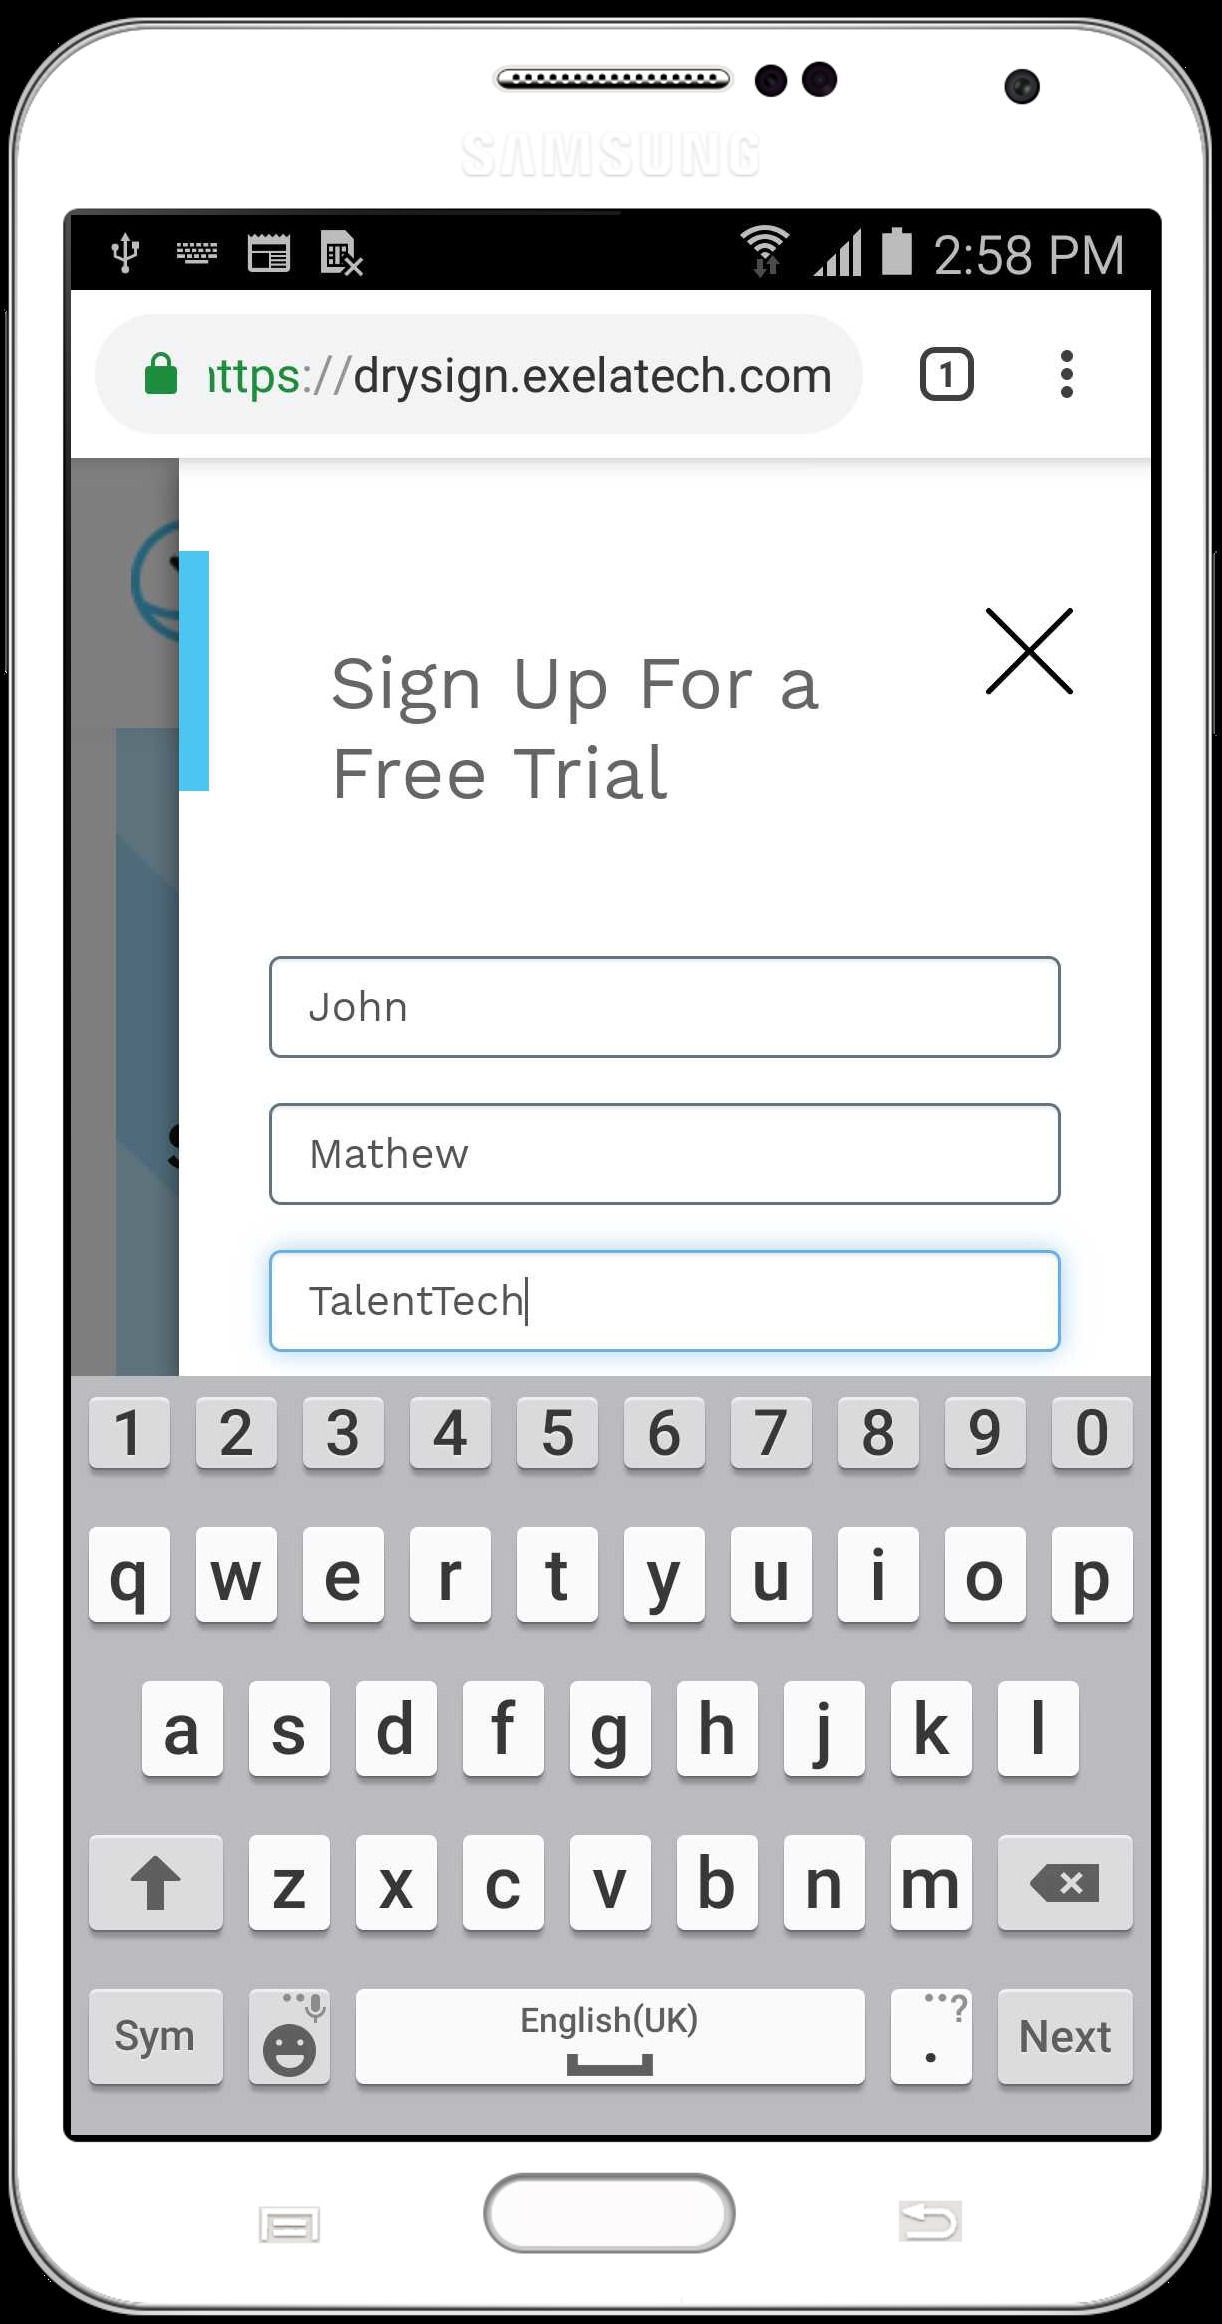 SAMSUNG
2:58 PM
https://drysign.exelatech.com
1
Sign Up For a
Free Trial
John
Mathew
TalentTech
1 2 3 4 5 6 7 8 9 0
q w e r t y u i o p
a s d f g h j k l
z x c v b n m
Sym English(UK) . ? Next